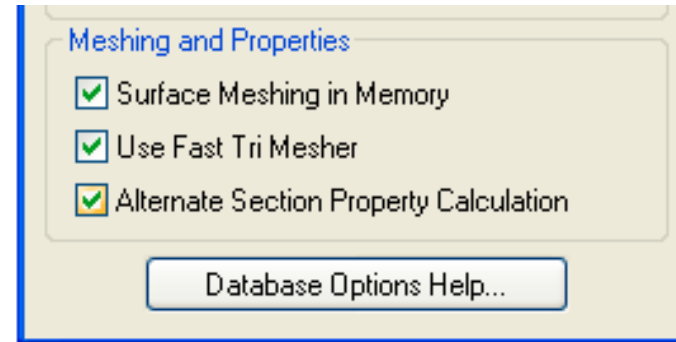 Meshing and Properties
Surface Meshing in Memory
Use Fast Tri Mesher
Alternate Section Property Calculation
Database Options Help...